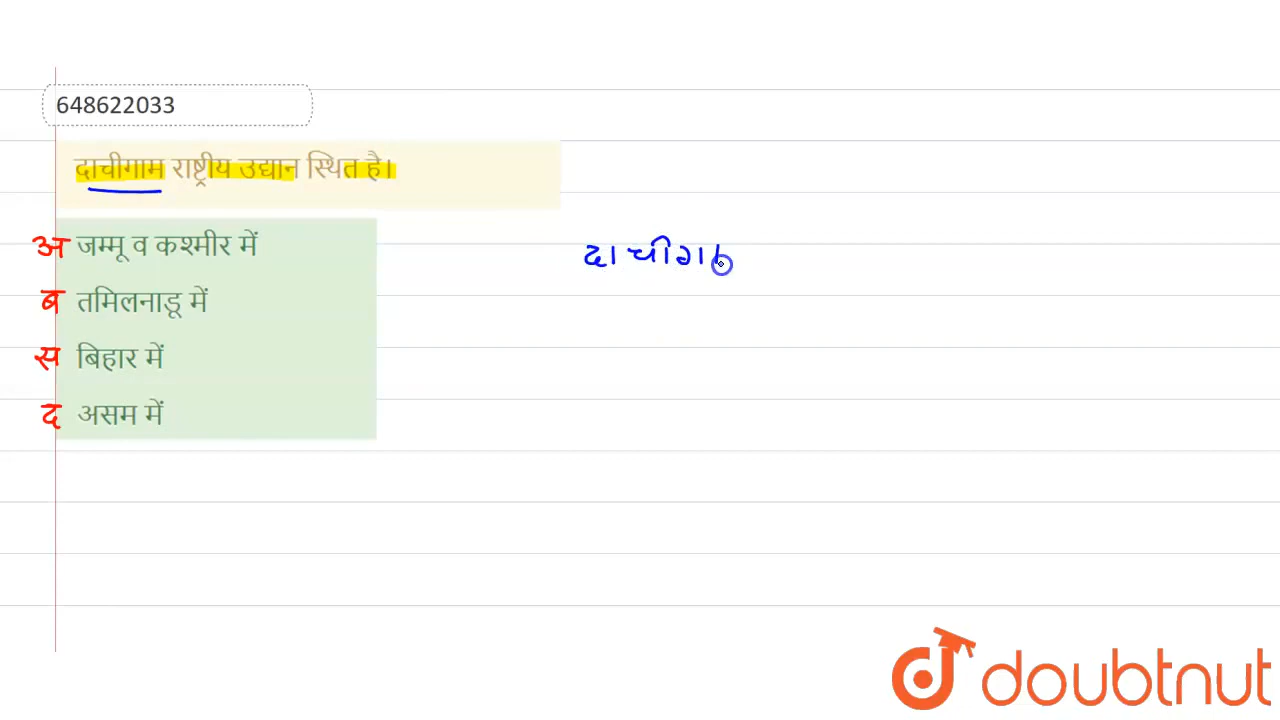 648622033
दाचीगाम राष्ट्रीय उद्यान स्थित है।
अ जम्मू व कश्मीर में
ब तमिलनाडू में
स बिहार में
द असम में
दाचीगा
doubtnut